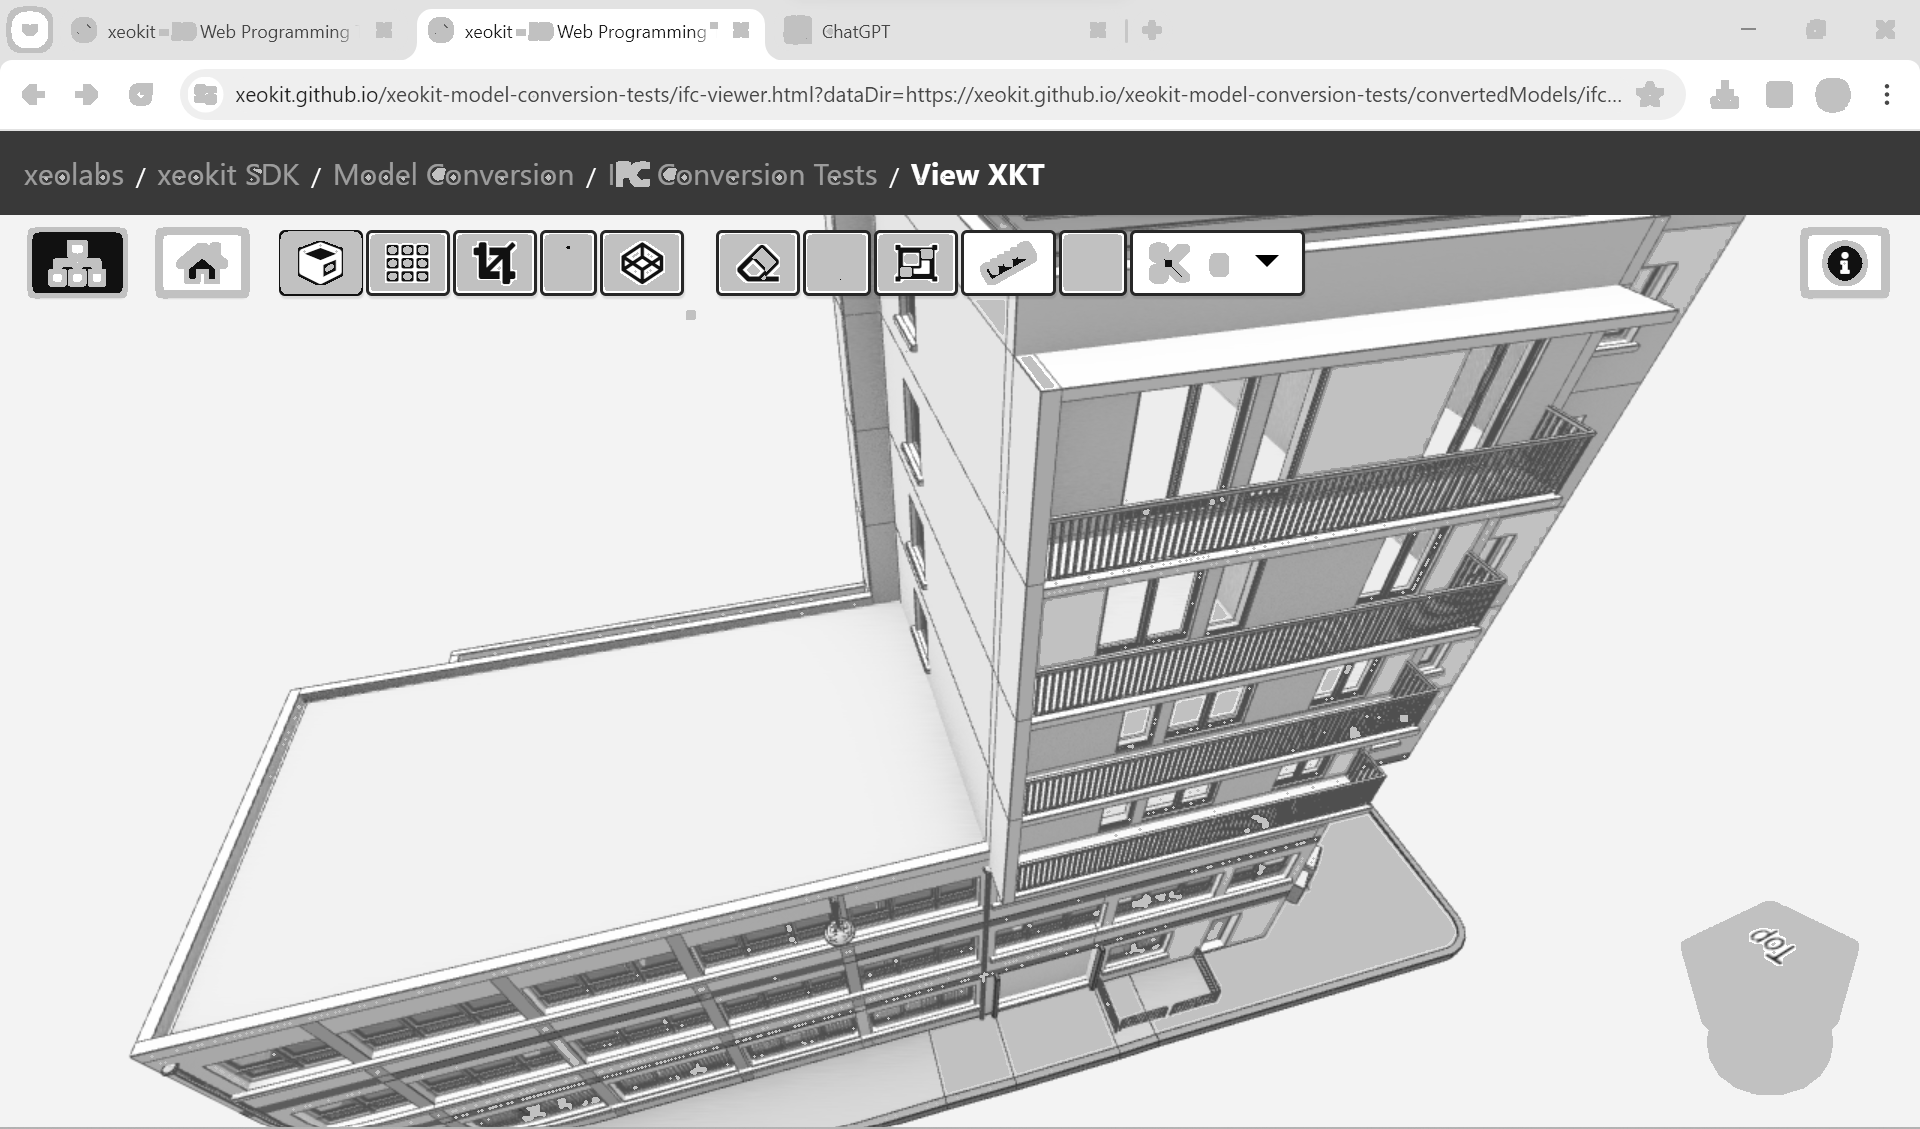 xeokit Web Programming
xeokit Web Programming
ChatGPT
xeokit.github.io/xeokit-model-conversion-tests/ifc-viewer.html?dataDir=https://xeokit.github.io/xeokit-model-conversion-tests/convertedModels/ifc...
xeolabs / xeokit SDK / Model Conversion / IFC Conversion Tests / View XKT
Top